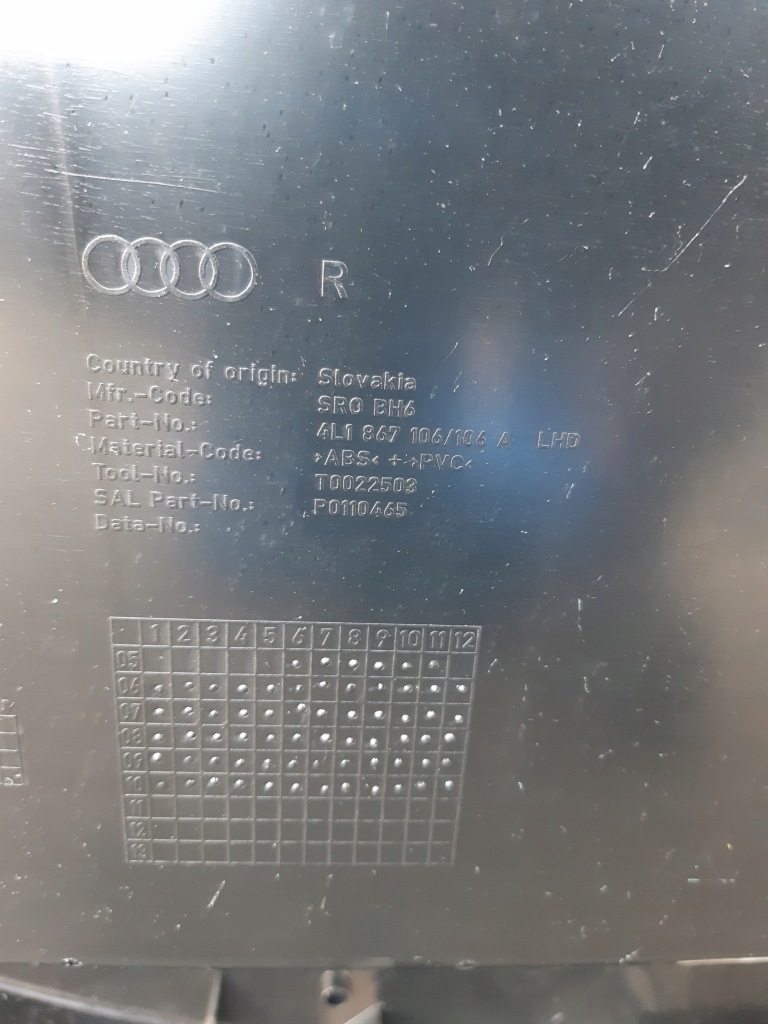 R
Country of origin: Slovakia
Mfr.-Code: SRO BH6
Part-No.: 4L1 867 106/106 A LHD
Material-Code: >ABS< + >PVC<
Tool-No.: T0022503
SAL Part-No.: P0110465
Data-No.:
1 2 3 4 5 6 7 8 9 10 11 12
05
06
07
08
09
10
11
12
13